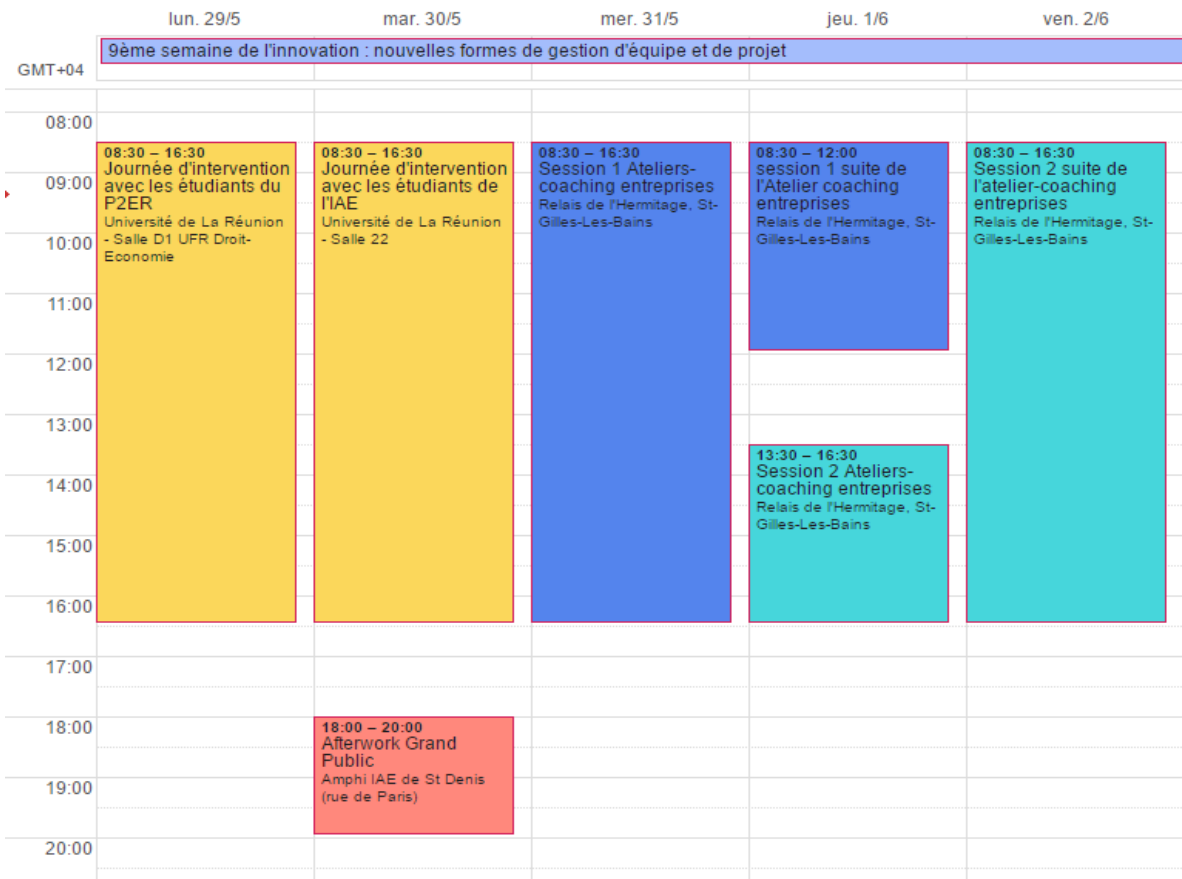 lun. 29/5
mar. 30/5
mer. 31/5
jeu. 1/6
ven. 2/6
9ème semaine de l'innovation : nouvelles formes de gestion d'équipe et de projet
GMT+04
08:00
09:00
10:00
11:00
12:00
13:00
14:00
15:00
16:00
17:00
18:00
19:00
20:00
08:30 – 16:30
Journée d'intervention
avec les étudiants du
P2ER
Université de La Réunion
- Salle D1 UFR Droit-
Economie
08:30 – 16:30
Journée d'intervention
avec les étudiants de
l'IAE
Université de La Réunion
- Salle 22
18:00 – 20:00
Afterwork Grand
Public
Amphi IAE de St Denis
(rue de Paris)
08:30 – 16:30
Session 1 Ateliers-
coaching entreprises
Relais de l'Hermitage, St-
Gilles-Les-Bains
08:30 – 12:00
session 1 suite de
l'Atelier coaching
entreprises
Relais de l'Hermitage, St-
Gilles-Les-Bains
13:30 – 16:30
Session 2 Ateliers-
coaching entreprises
Relais de l'Hermitage, St-
Gilles-Les-Bains
08:30 – 16:30
Session 2 suite de
l'atelier-coaching
entreprises
Relais de l'Hermitage, St-
Gilles-Les-Bains